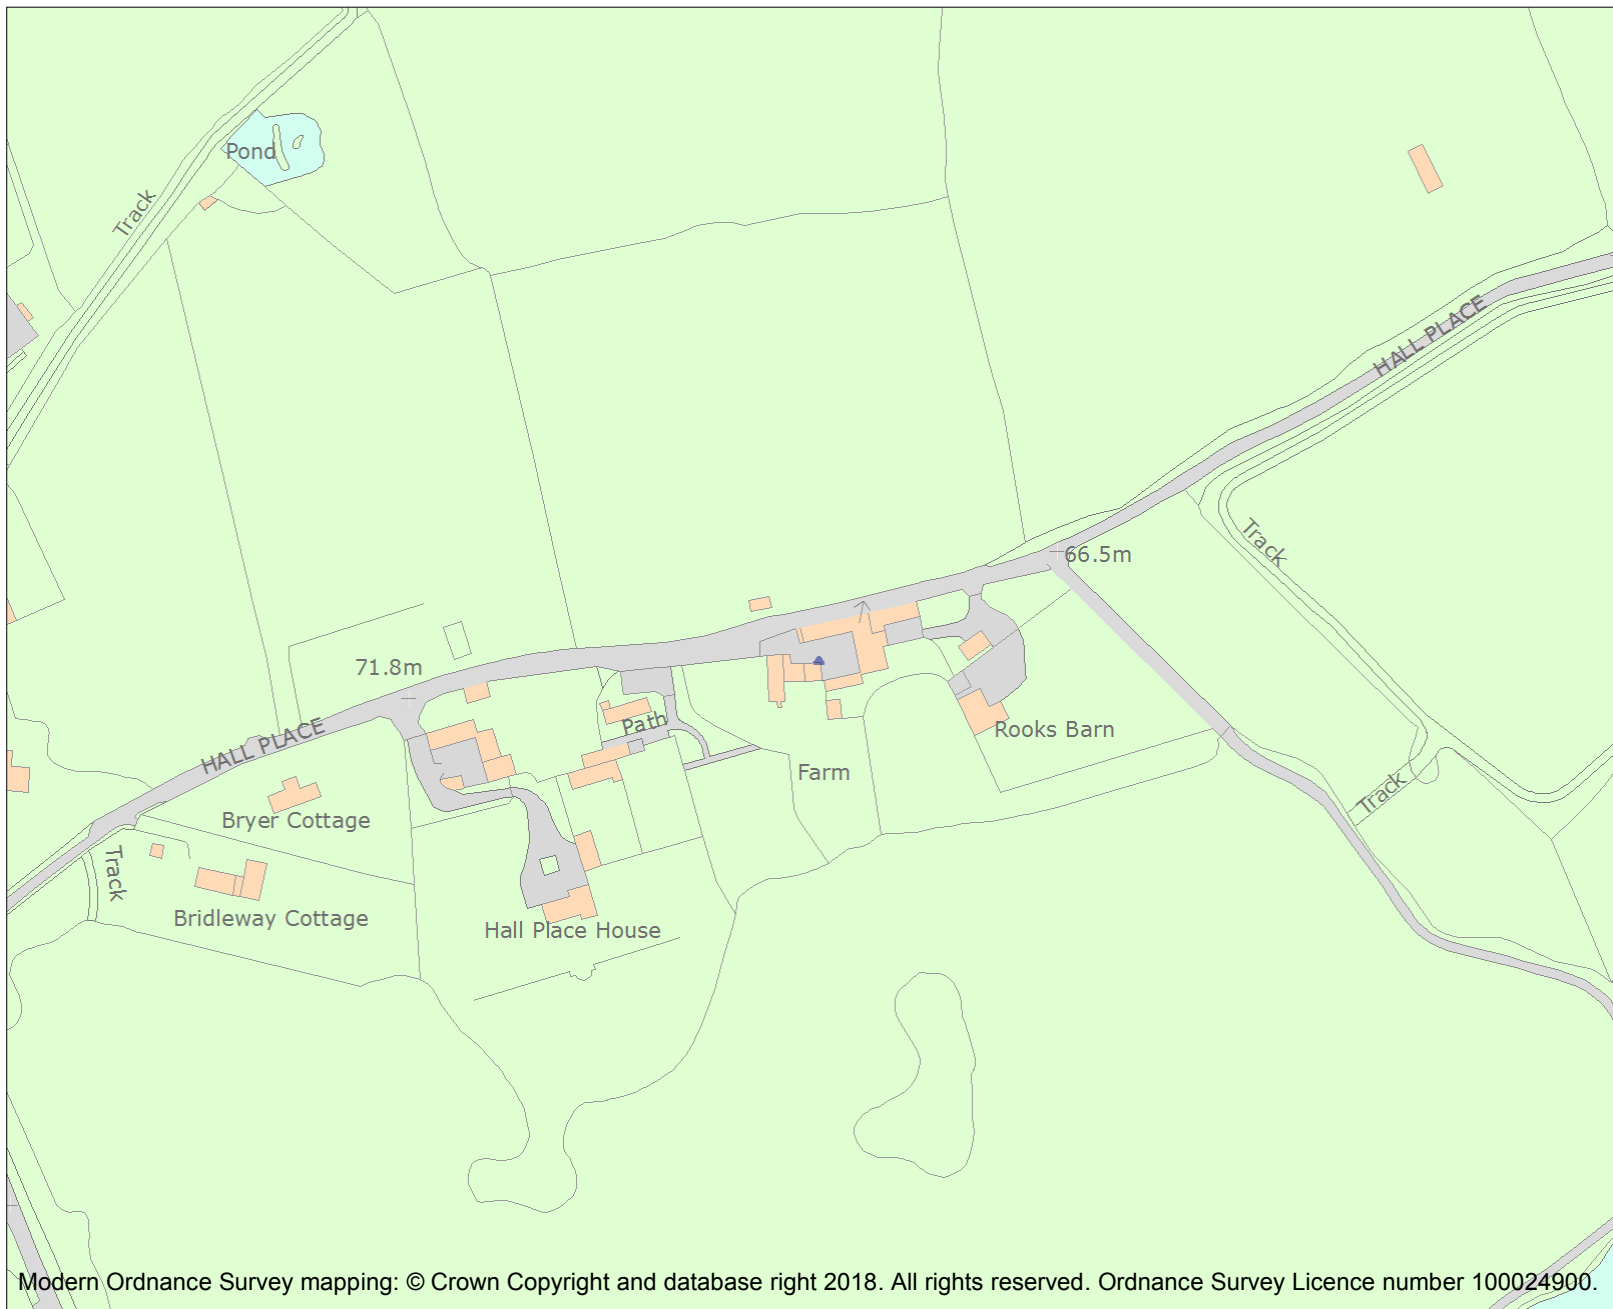 Pond
Track
HALL PLACE
Track
66.5m
71.8m
Path
Rooks Barn
HALL PLACE
Farm
Track
Bryer Cottage
Track
Bridleway Cottage
Hall Place House
Modern Ordnance Survey mapping: © Crown Copyright and database right 2018. All rights reserved. Ordnance Survey Licence number 100024900.